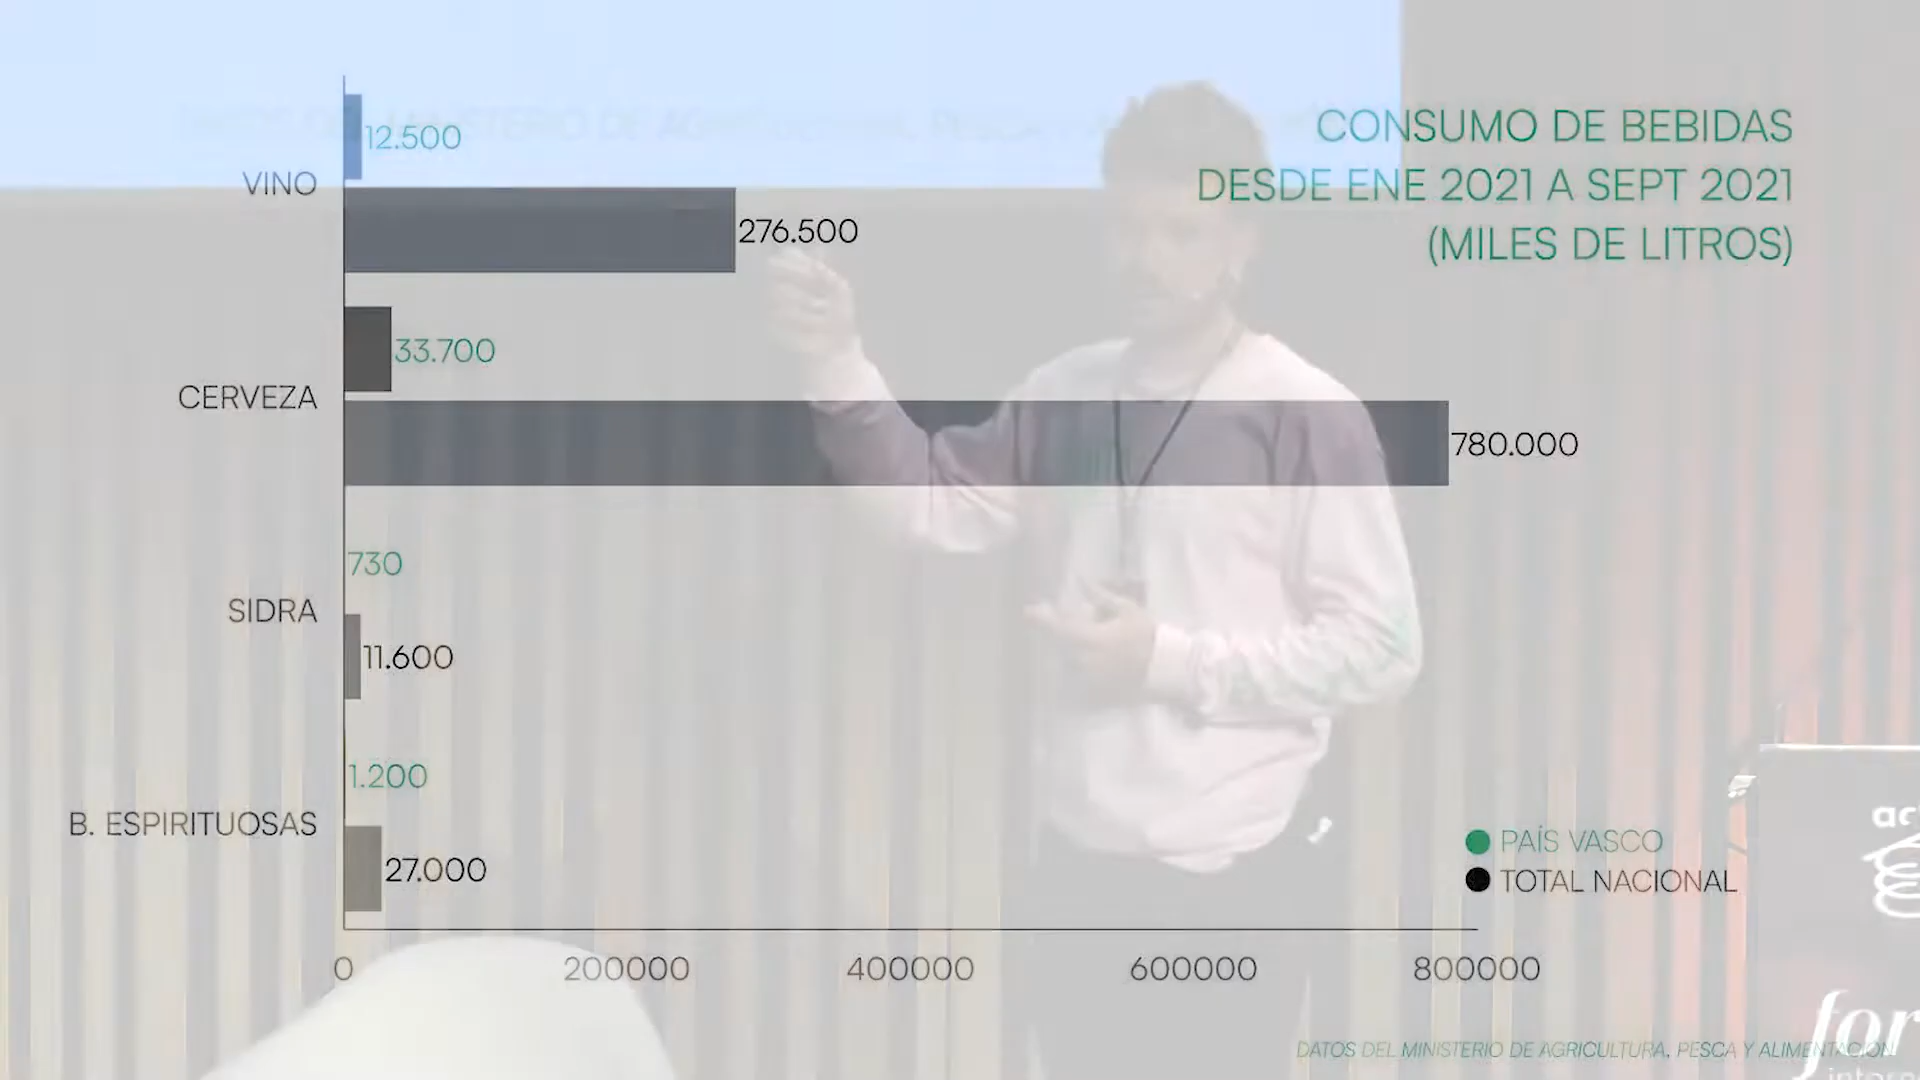 CONSUMO DE BEBIDAS
DESDE ENE 2021 A SEPT 2021
(MILES DE LITROS)
VINO
12.500
276.500
CERVEZA
33.700
780.000
SIDRA
730
11.600
B. ESPIRITUOSAS
1.200
27.000
PAÍS VASCO
TOTAL NACIONAL
0
200000
400000
600000
800000
DATOS DEL MINISTERIO DE AGRICULTURA, PESCA Y ALIMENTACIÓN
ac
for